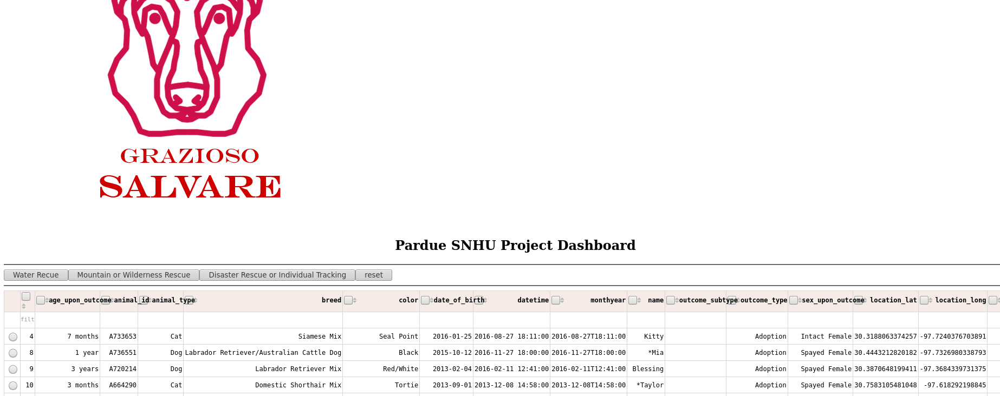 GRAZIOSO
SALVARE
Pardue SNHU Project Dashboard
Water Recue Mountain or Wilderness Rescue Disaster Rescue or Individual Tracking reset
age_upon_outcome animal_id animal_type breed color date_of_birth datetime monthyear name outcome_subtype outcome_type sex_upon_outcome location_lat location_long
filt
4 7 months A733653 Cat Siamese Mix Seal Point 2016-01-25 2016-08-27 18:11:00 2016-08-27T18:11:00 Kitty Adoption Intact Female 30.3188063374257 -97.7240376703891
8 1 year A736551 Dog Labrador Retriever/Australian Cattle Dog Black 2015-10-12 2016-11-27 18:00:00 2016-11-27T18:00:00 *Mia Adoption Spayed Female 30.4443212820182 -97.7326980338793
9 3 years A720214 Dog Labrador Retriever Mix Red/White 2013-02-04 2016-02-11 12:41:00 2016-02-11T12:41:00 Blessing Adoption Spayed Female 30.3870648199411 -97.3684339731375
10 3 months A664290 Cat Domestic Shorthair Mix Tortie 2013-09-01 2013-12-08 14:58:00 2013-12-08T14:58:00 *Taylor Adoption Spayed Female 30.7583105481048 -97.618292198845